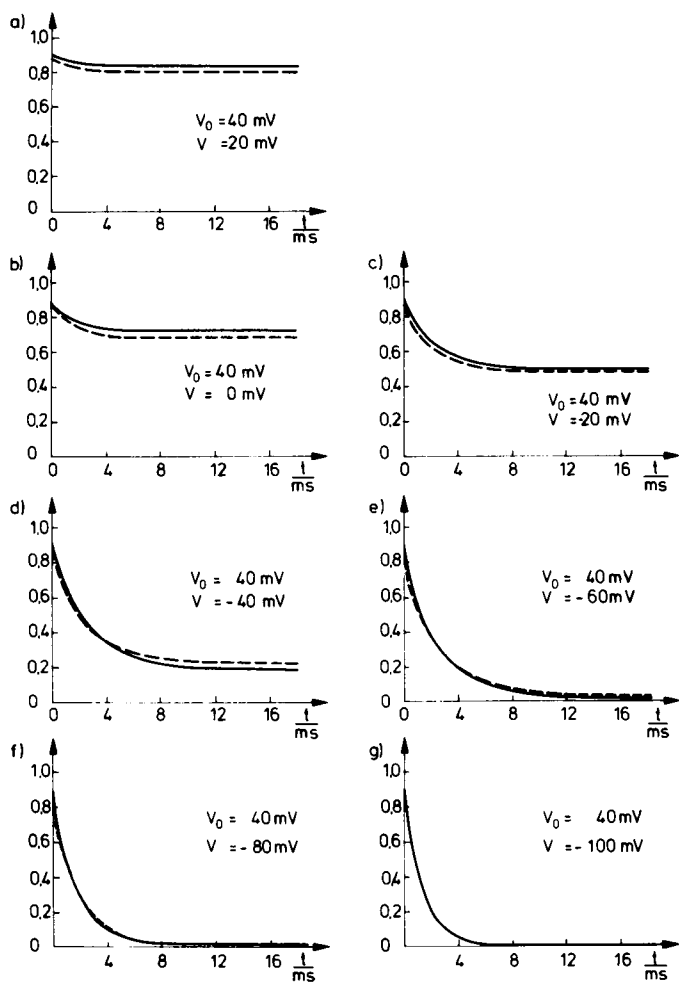 a)
1,0
0,8
0,6
0,4
0,2
0
0 4 8 12 16 t/ms
V₀ = 40 mV
V = 20 mV
b)
1,0
0,8
0,6
0,4
0,2
0
0 4 8 12 16 t/ms
V₀ = 40 mV
V = 0 mV
c)
1,0
0,8
0,6
0,4
0,2
0
0 4 8 12 16 t/ms
V₀ = 40 mV
V = -20 mV
d)
1,0
0,8
0,6
0,4
0,2
0
0 4 8 12 16 t/ms
V₀ = 40 mV
V = - 40 mV
e)
1,0
0,8
0,6
0,4
0,2
0
0 4 8 12 16 t/ms
V₀ = 40 mV
V = - 60 mV
f)
1,0
0,8
0,6
0,4
0,2
0
0 4 8 12 16 t/ms
V₀ = 40 mV
V = - 80 mV
g)
1,0
0,8
0,6
0,4
0,2
0
0 4 8 12 16 t/ms
V₀ = 40 mV
V = - 100 mV